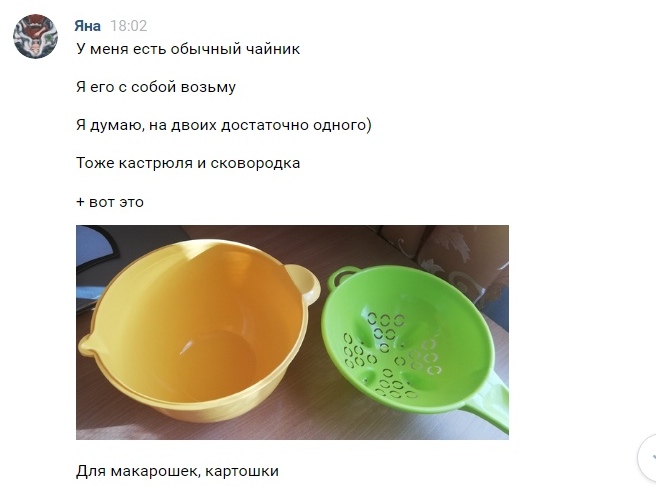 Яна 18:02
У меня есть обычный чайник
Я его с собой возьму
Я думаю, на двоих достаточно одного)
Тоже кастрюля и сковородка
+ вот это
Для макарошек, картошки